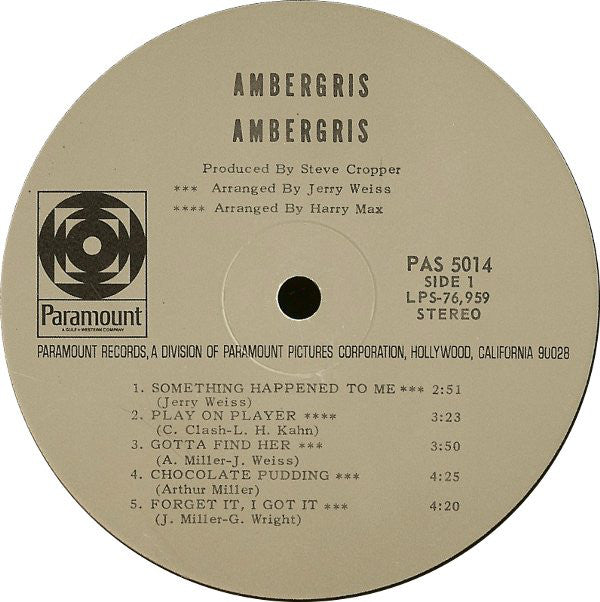 AMBERGRIS
AMBERGRIS
Produced By Steve Cropper
*** Arranged By Jerry Weiss
**** Arranged By Harry Max
Paramount
A GULF+WESTERN COMPANY
PAS 5014
SIDE 1
LPS-76,959
STEREO
PARAMOUNT RECORDS, A DIVISION OF PARAMOUNT PICTURES CORPORATION, HOLLYWOOD, CALIFORNIA 90028
1. SOMETHING HAPPENED TO ME *** 2:51
(Jerry Weiss)
2. PLAY ON PLAYER **** 3:23
(C. Clash-L. H. Kahn)
3. GOTTA FIND HER *** 3:50
(A. Miller-J. Weiss)
4. CHOCOLATE PUDDING *** 4:25
(Arthur Miller)
5. FORGET IT, I GOT IT *** 4:20
(J. Miller-G. Wright)